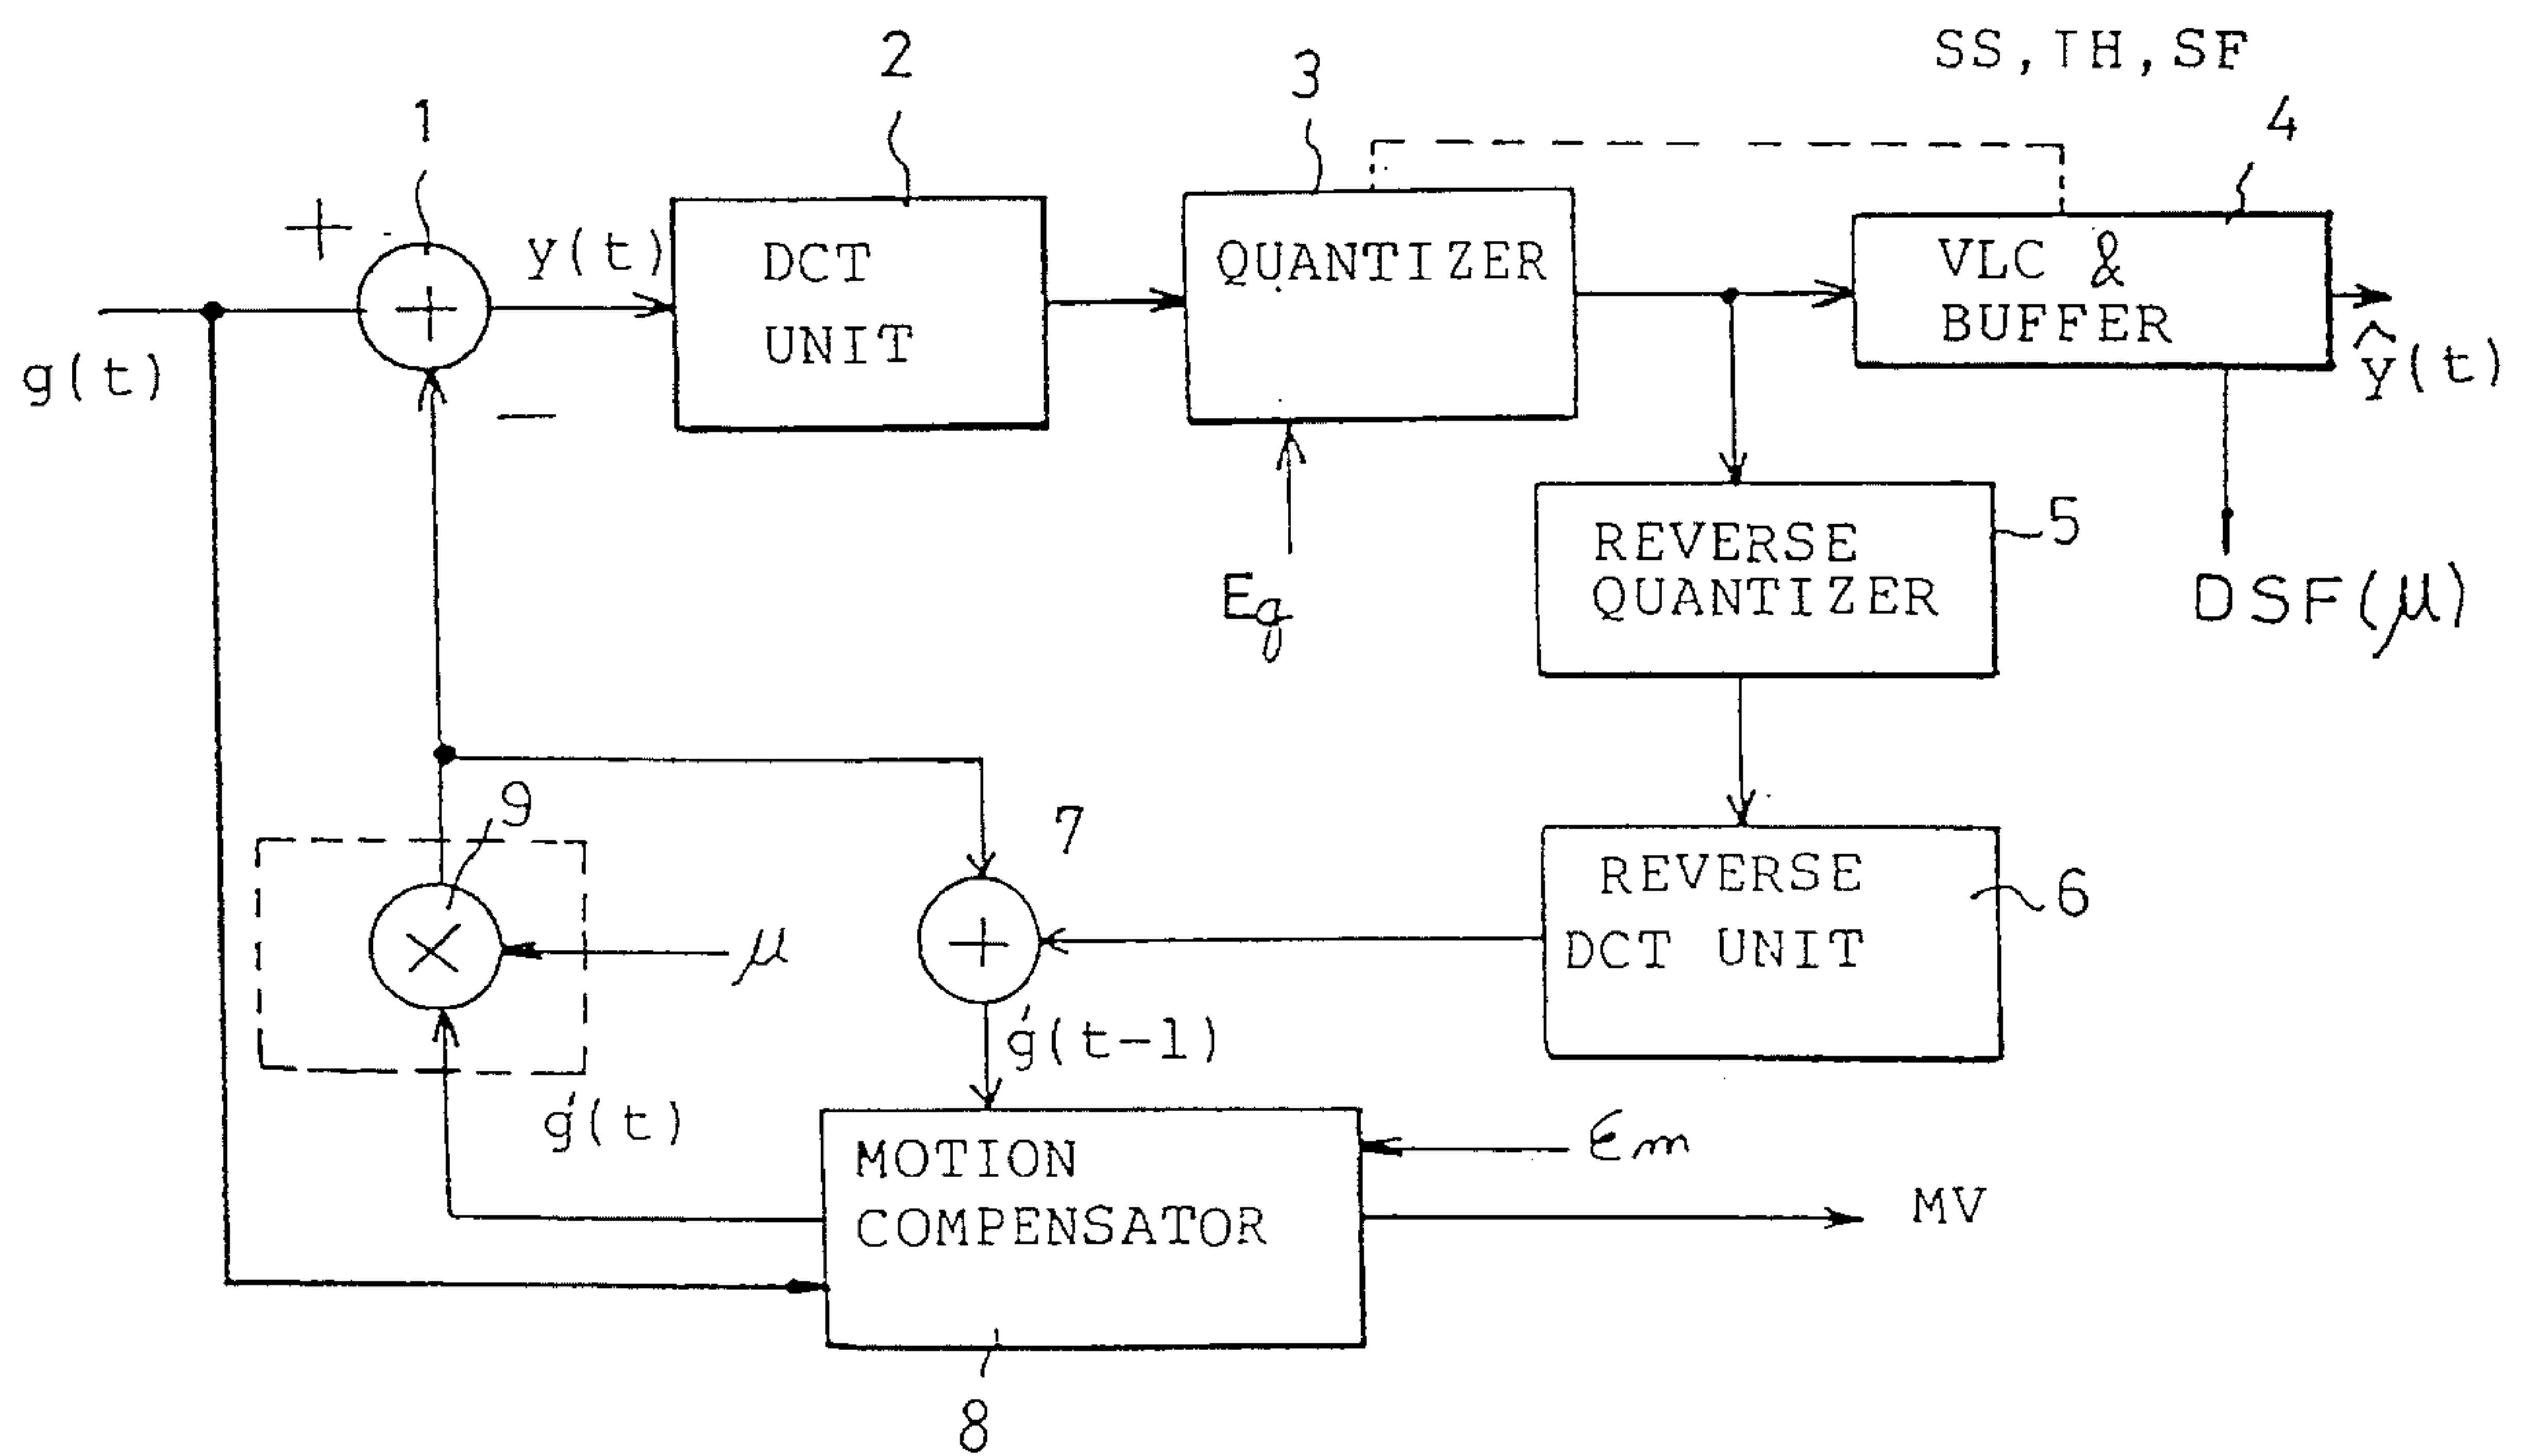 SS, TH, SF
1
2
3
4
+
y(t)
DCT
UNIT
QUANTIZER
VLC &
BUFFER
+
g(t)
−
ŷ(t)
Eq
REVERSE
QUANTIZER
5
DSF(μ)
9
7
REVERSE
DCT UNIT
6
×
μ
+
g′(t-1)
g′(t)
MOTION
COMPENSATOR
εm
MV
8